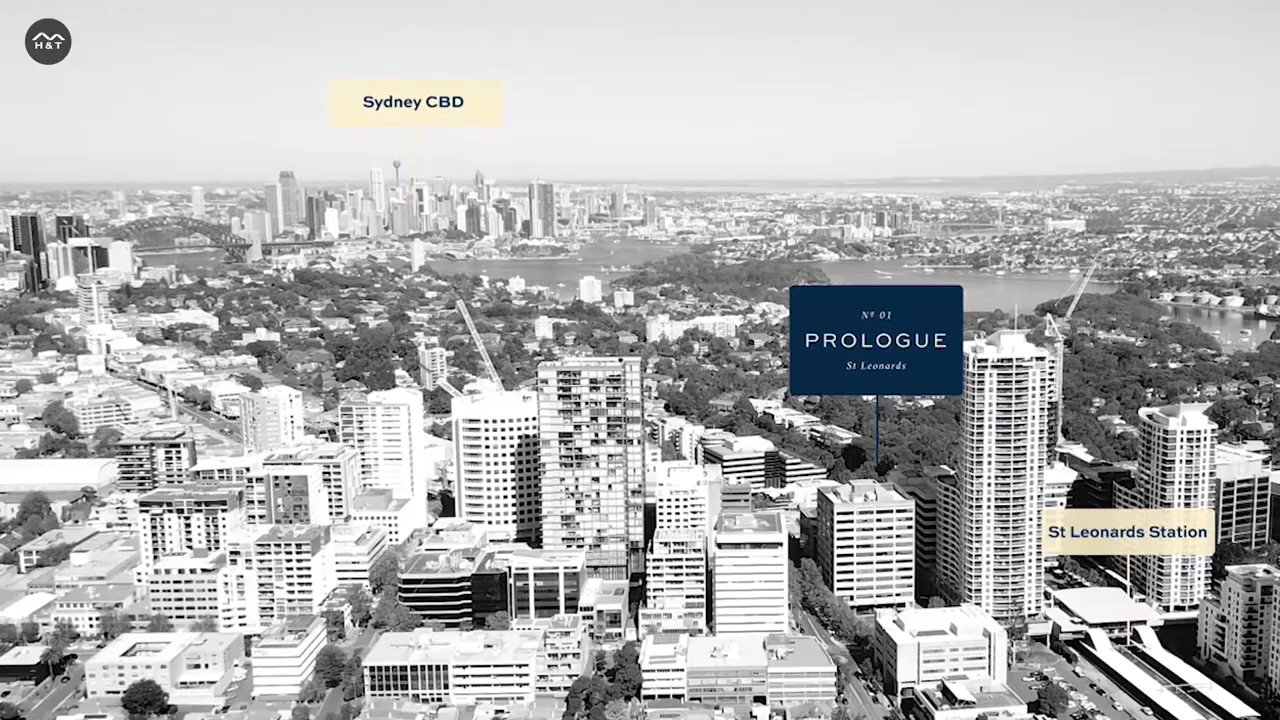 H&T
Sydney CBD
Nº 01
PROLOGUE
St Leonards
St Leonards Station